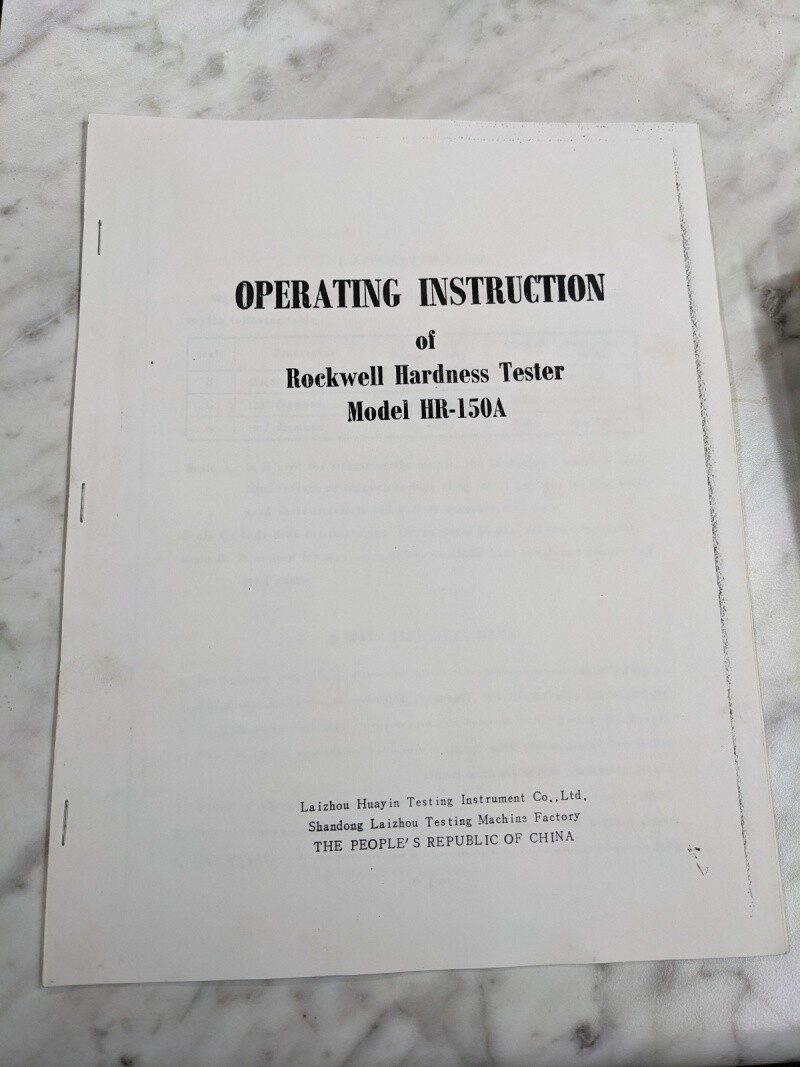 OPERATING INSTRUCTION
of
Rockwell Hardness Tester
Model HR-150A
Laizhou Huayin Testing Instrument Co.,Ltd.
Shandong Laizhou Testing Machine Factory
THE PEOPLE'S REPUBLIC OF CHINA